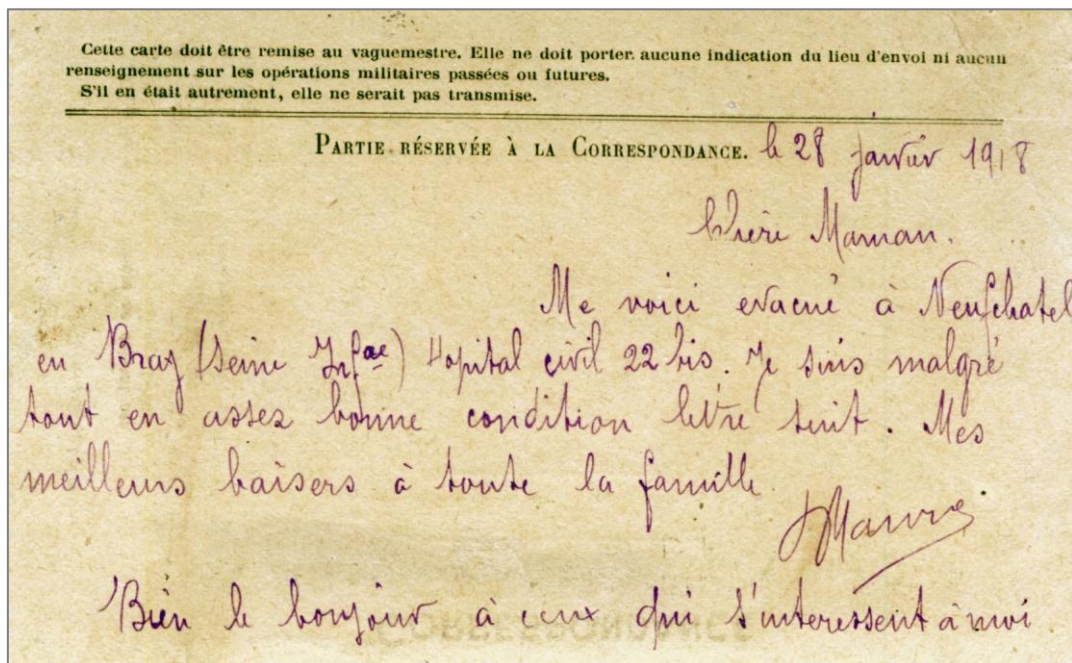 Cette carte doit être remise au vaguemestre. Elle ne doit porter aucune indication du lieu d'envoi ni aucun
renseignement sur les opérations militaires passées ou futures.
S'il en était autrement, elle ne serait pas transmise.
PARTIE RÉSERVÉE À LA CORRESPONDANCE. le 28 janvier 1918
Chère Maman.
Me voici evacué à Neufchatel
en Bray (Seine Infre) Hopital civil 22 bis. Je suis malgré
tout en assez bonne condition lettre suit. Mes
meilleurs baisers à toute la famille
Bien le bonjour à ceux qui s'interessent à moi